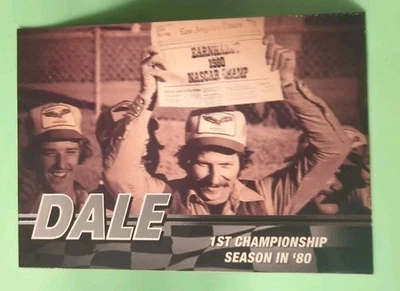 Los Angeles Times
EARNHARDT
1980
NASCAR CHAMP
DALE
1ST CHAMPIONSHIP
SEASON IN '80